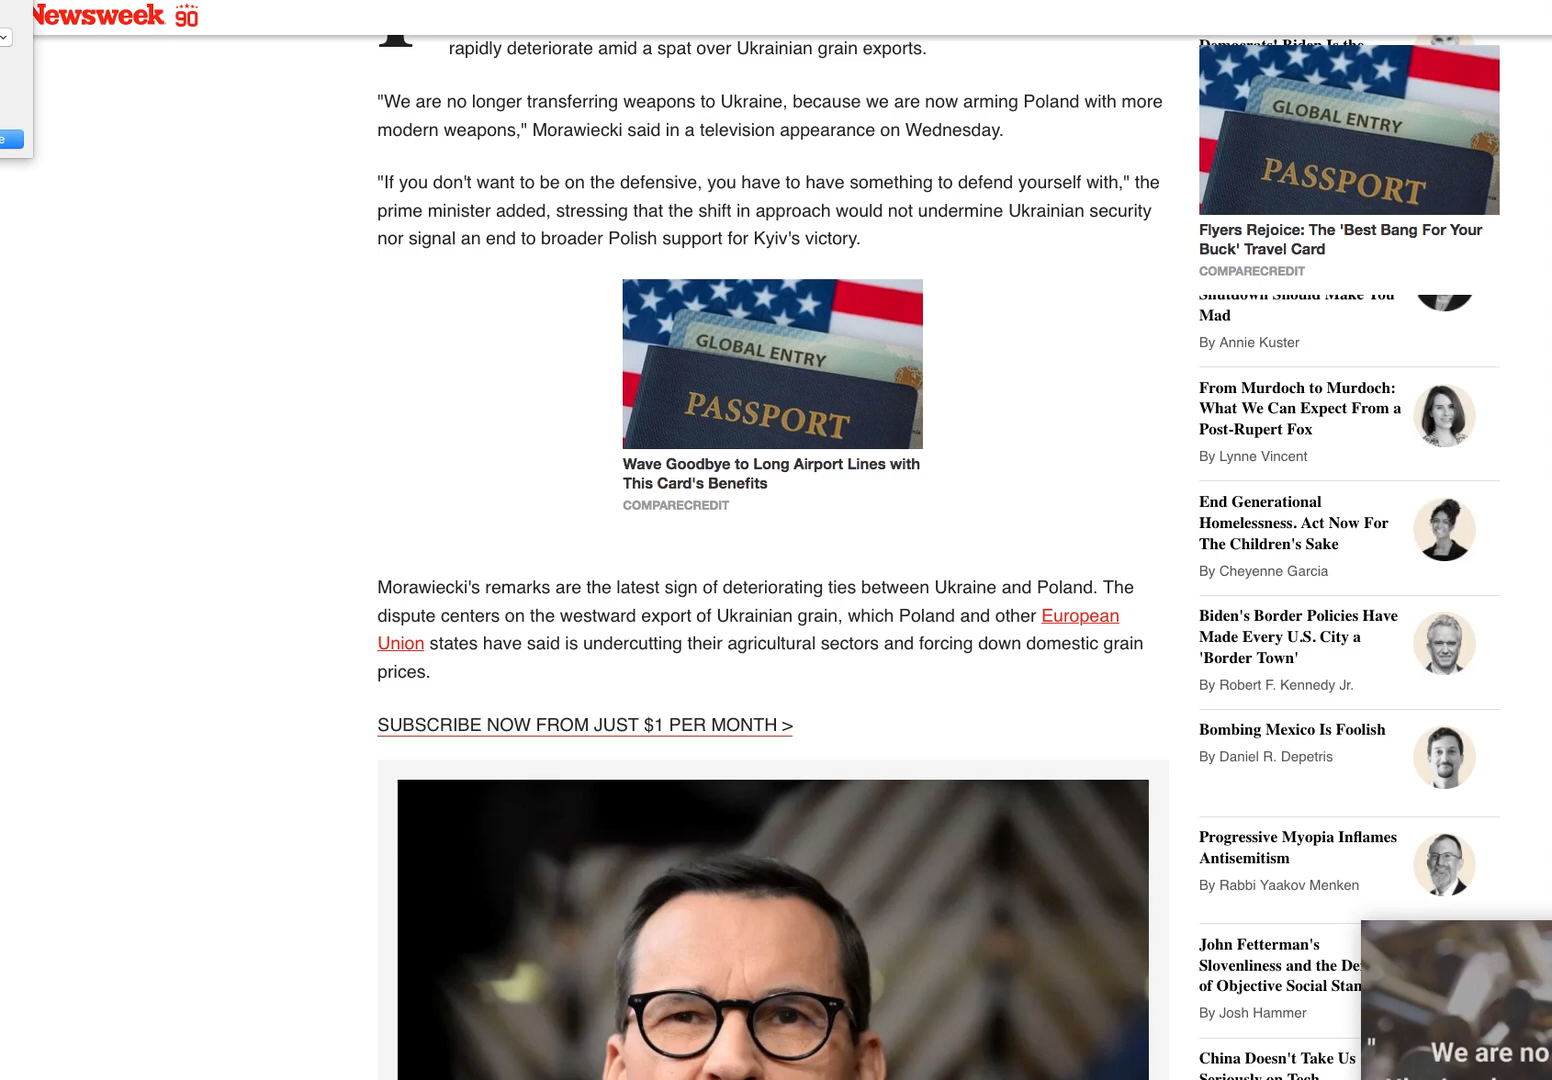 Newsweek 90
rapidly deteriorate amid a spat over Ukrainian grain exports.
"We are no longer transferring weapons to Ukraine, because we are now arming Poland with more
modern weapons," Morawiecki said in a television appearance on Wednesday.
"If you don't want to be on the defensive, you have to have something to defend yourself with," the
prime minister added, stressing that the shift in approach would not undermine Ukrainian security
nor signal an end to broader Polish support for Kyiv's victory.
GLOBAL ENTRY
PASSPORT
Wave Goodbye to Long Airport Lines with
This Card's Benefits
COMPARECREDIT
Morawiecki's remarks are the latest sign of deteriorating ties between Ukraine and Poland. The
dispute centers on the westward export of Ukrainian grain, which Poland and other European
Union states have said is undercutting their agricultural sectors and forcing down domestic grain
prices.
SUBSCRIBE NOW FROM JUST $1 PER MONTH >
Democrats! Biden Is the
GLOBAL ENTRY
PASSPORT
Flyers Rejoice: The 'Best Bang For Your
Buck' Travel Card
COMPARECREDIT
Shutdown Should Make You
Mad
By Annie Kuster
From Murdoch to Murdoch:
What We Can Expect From a
Post-Rupert Fox
By Lynne Vincent
End Generational
Homelessness. Act Now For
The Children's Sake
By Cheyenne Garcia
Biden's Border Policies Have
Made Every U.S. City a
'Border Town'
By Robert F. Kennedy Jr.
Bombing Mexico Is Foolish
By Daniel R. Depetris
Progressive Myopia Inflames
Antisemitism
By Rabbi Yaakov Menken
John Fetterman's
Slovenliness and the De
of Objective Social Stan
By Josh Hammer
China Doesn't Take Us
Seriously on Tech
" We are no